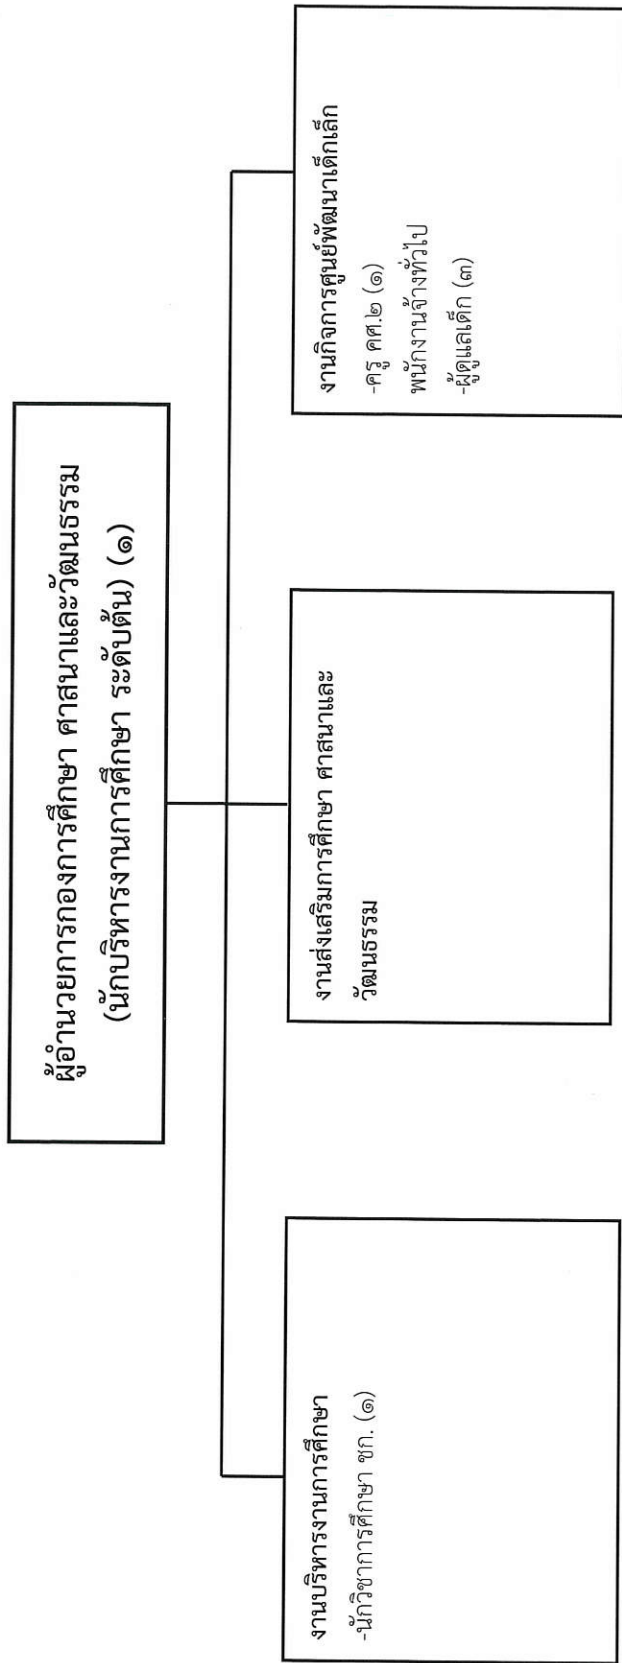 ผู้อำนวยการกองการศึกษา ศาสนาและวัฒนธรรม
(นักบริหารงานการศึกษา ระดับต้น) (๑)
งานบริหารงานการศึกษา
-นักวิชาการศึกษา ชก. (๑)
งานส่งเสริมการศึกษา ศาสนาและ
วัฒนธรรม
งานกิจการศูนย์พัฒนาเด็กเล็ก
-ครู คศ.๒ (๑)
พนักงานจ้างทั่วไป
-ผู้ดูแลเด็ก (๓)